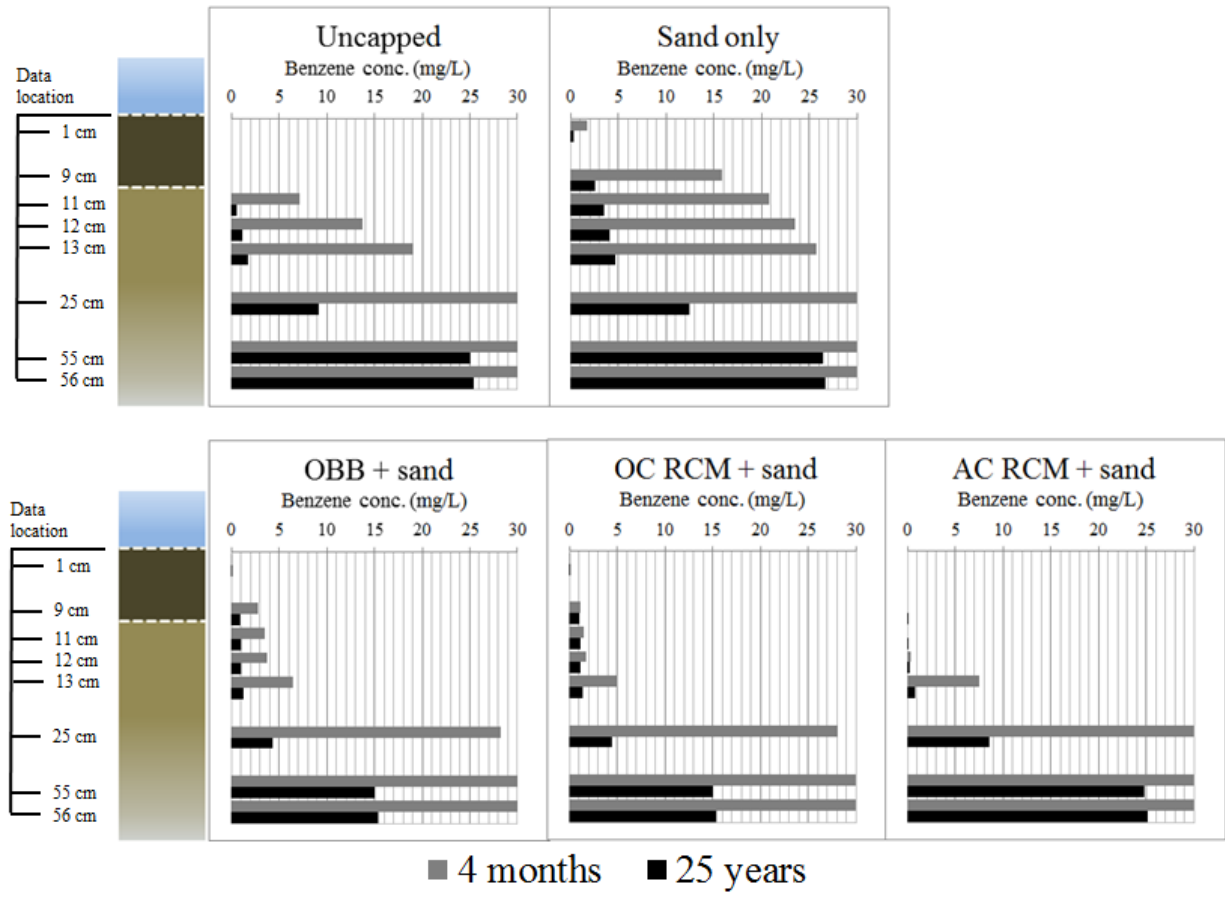 Uncapped
Benzene conc. (mg/L)
0 5 10 15 20 25 30
Sand only
Benzene conc. (mg/L)
0 5 10 15 20 25 30
Data
location
1 cm
9 cm
11 cm
12 cm
13 cm
25 cm
55 cm
56 cm
OBB + sand
Benzene conc. (mg/L)
0 5 10 15 20 25 30
OC RCM + sand
Benzene conc. (mg/L)
0 5 10 15 20 25 30
AC RCM + sand
Benzene conc. (mg/L)
0 5 10 15 20 25 30
Data
location
1 cm
9 cm
11 cm
12 cm
13 cm
25 cm
55 cm
56 cm
4 months 25 years